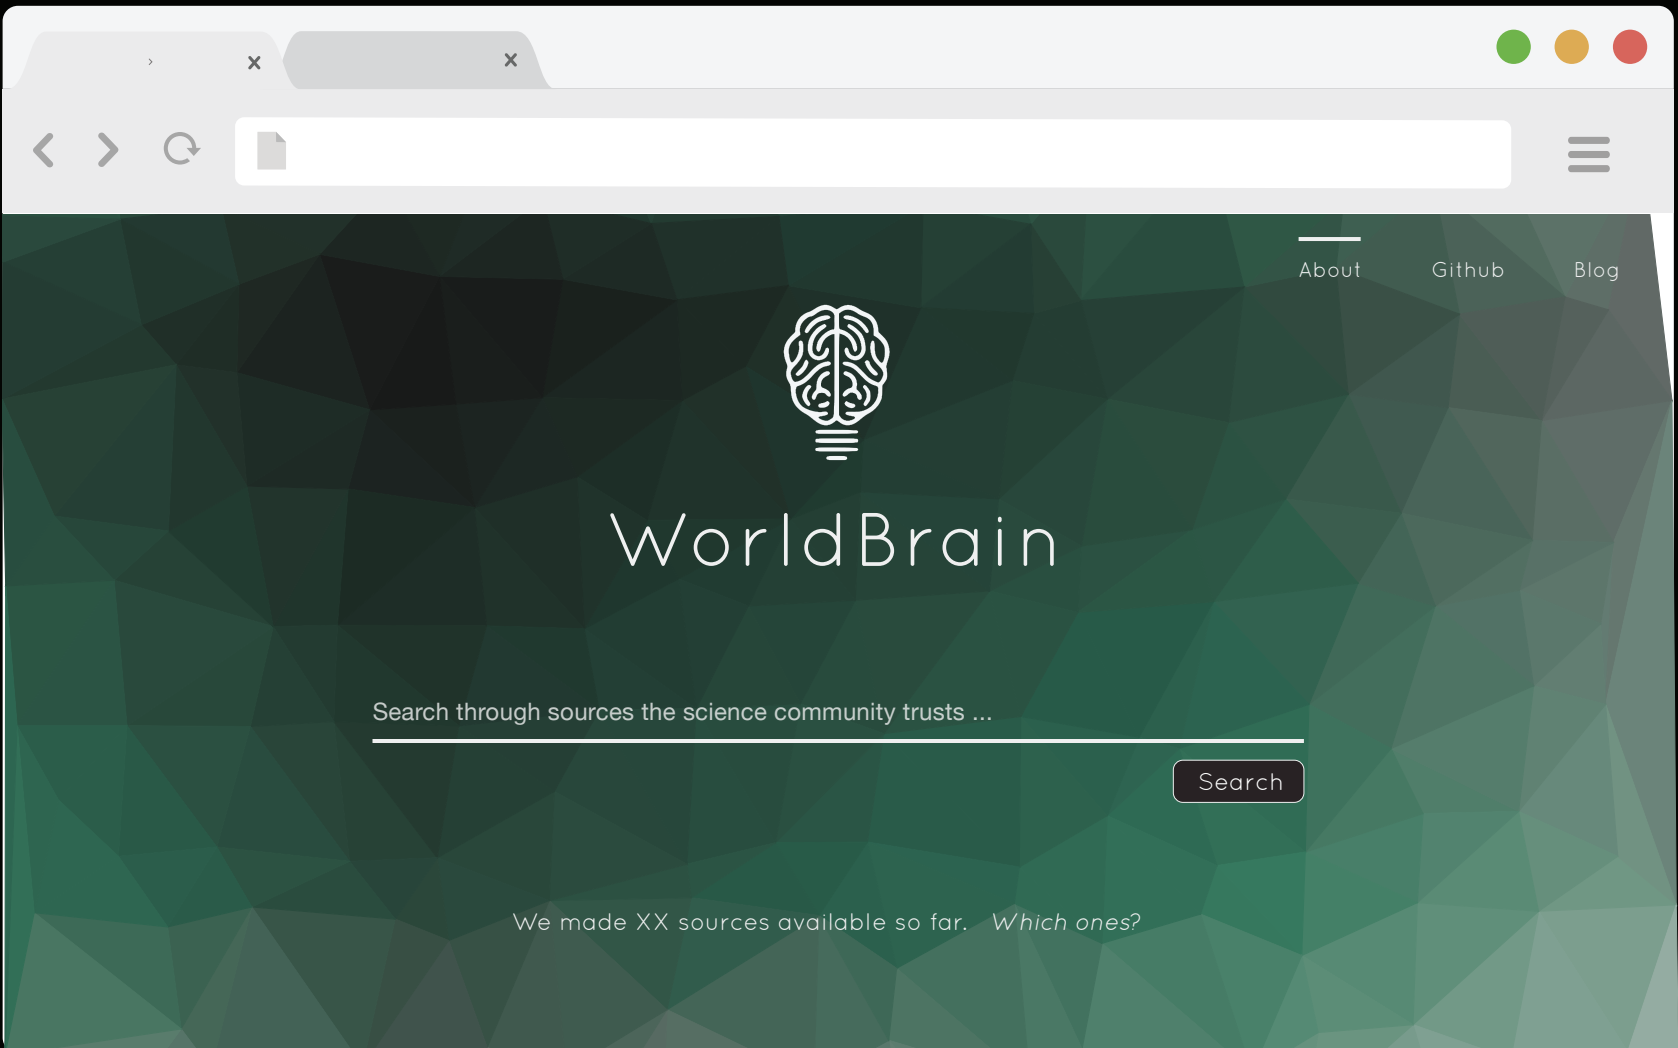 About Github Blog
WorldBrain
Search through sources the science community trusts ...
Search
We made XX sources available so far. Which ones?